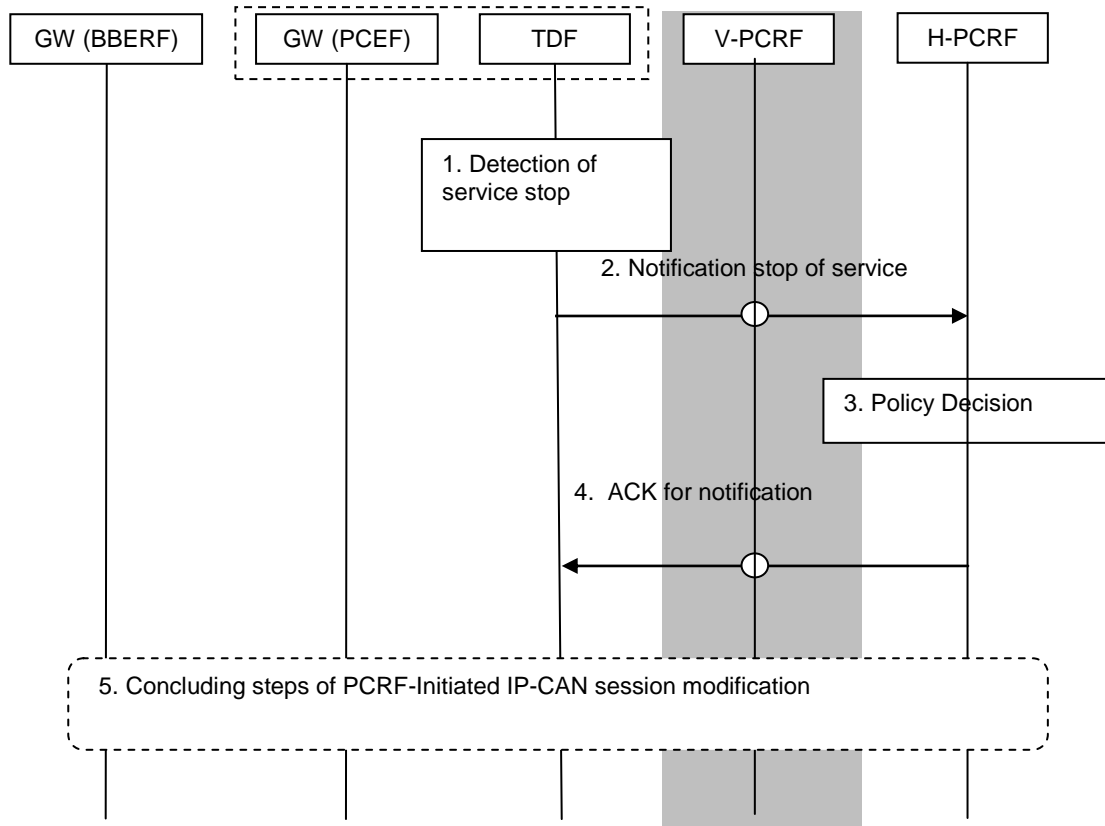 GW (BBERF)
GW (PCEF)
TDF
V-PCRF
H-PCRF
1. Detection of
service stop
2. Notification stop of service
3. Policy Decision
4. ACK for notification
5. Concluding steps of PCRF-Initiated IP-CAN session modification